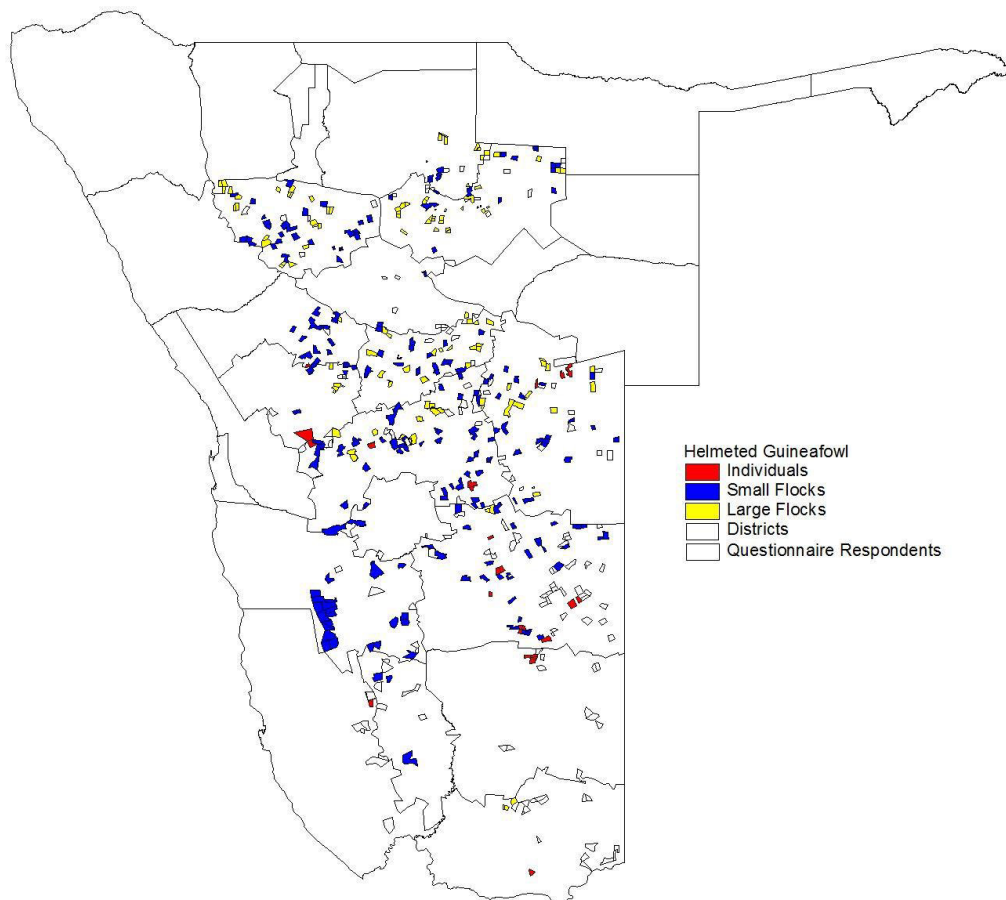 Helmeted Guineafowl
Individuals
Small Flocks
Large Flocks
Districts
Questionnaire Respondents